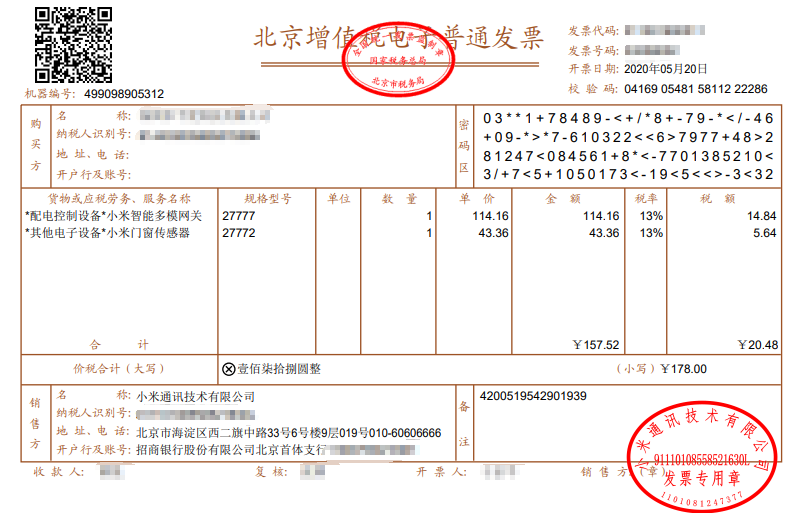 北京增值税电子普通发票
全国统一发票监制章
国家税务总局
北京市税务局
发票代码:
发票号码:
开票日期: 2020年05月20日
校 验 码: 04169 05481 58112 22286
机器编号: 499098905312
购买方
名 称:
纳税人识别号:
地 址、电 话:
开户行及账号:
密码区
03**1+78489-<+/*8+-79-*</-46
+09->*>*7-610322<<6>7977+48>2
81247<084561+8*<-7701385210<
3/+7<5+1050173<-19<5<<>-3<32
货物或应税劳务、服务名称 规格型号 单位 数 量 单 价 金 额 税率 税 额
*配电控制设备*小米智能多模网关 27777 1 114.16 114.16 13% 14.84
*其他电子设备*小米门窗传感器 27772 1 43.36 43.36 13% 5.64
合 计 ￥157.52 ￥20.48
价税合计（大写） ⊗壹佰柒拾捌圆整 （小写）￥178.00
销售方
名 称: 小米通讯技术有限公司
纳税人识别号:
地 址、电 话: 北京市海淀区西二旗中路33号6号楼9层019号010-60606666
开户行及账号: 招商银行股份有限公司北京首体支行
备注
4200519542901939
收 款 人: 复 核: 开 票 人: 销 售 方:（章）
小米通讯技术有限公司
91110108558521630L
发票专用章
1101081247377